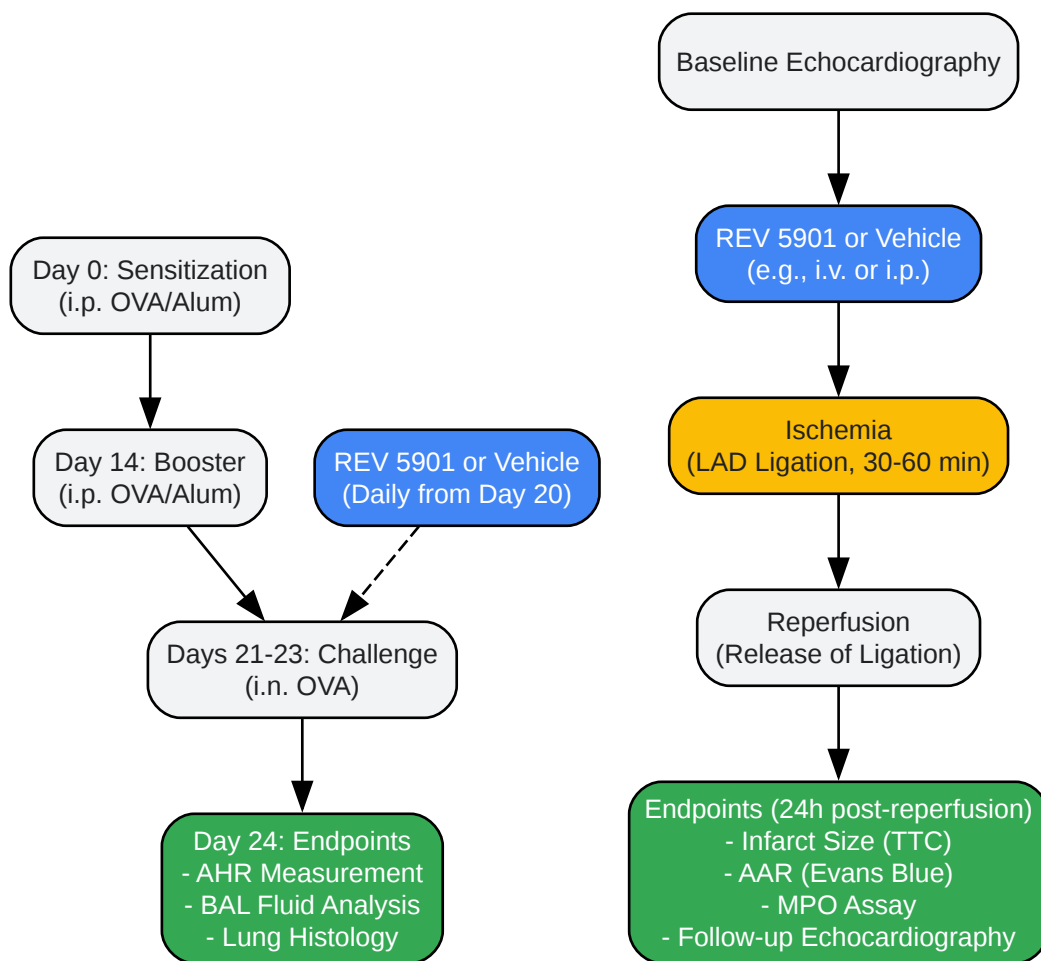 Day 0: Sensitization
(i.p. OVA/Alum)
Day 14: Booster
(i.p. OVA/Alum)
REV 5901 or Vehicle
(Daily from Day 20)
Days 21-23: Challenge
(i.n. OVA)
Day 24: Endpoints
- AHR Measurement
- BAL Fluid Analysis
- Lung Histology
Baseline Echocardiography
REV 5901 or Vehicle
(e.g., i.v. or i.p.)
Ischemia
(LAD Ligation, 30-60 min)
Reperfusion
(Release of Ligation)
Endpoints (24h post-reperfusion)
- Infarct Size (TTC)
- AAR (Evans Blue)
- MPO Assay
- Follow-up Echocardiography